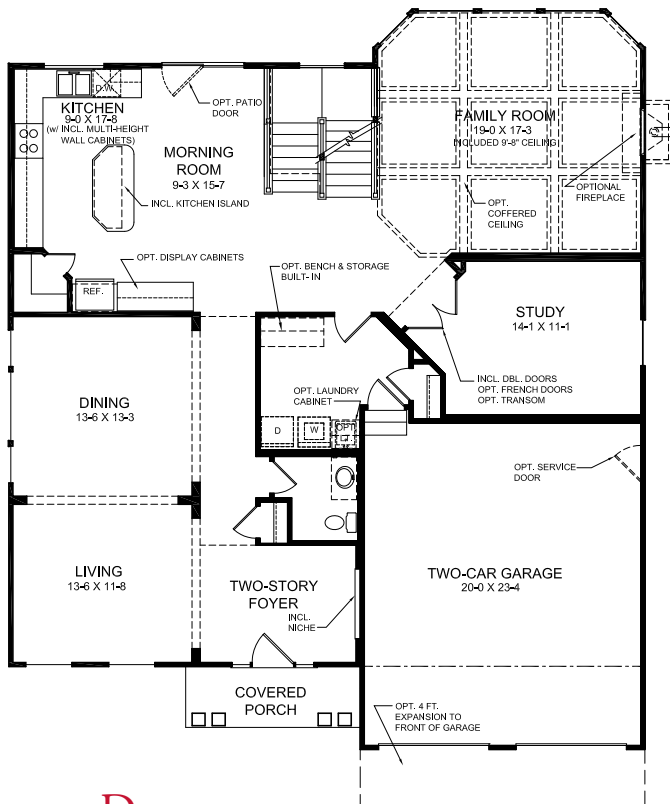 D.W.
KITCHEN
9-0 X 17-8
(w/ INCL. MULTI-HEIGHT
WALL CABINETS)
OPT. PATIO
DOOR
MORNING
ROOM
9-3 X 15-7
INCL. KITCHEN ISLAND
FAMILY ROOM
19-0 X 17-3
INCLUDED 9'-8" CEILING
OPTIONAL
FIREPLACE
OPT.
COFFERED
CEILING
OPT. DISPLAY CABINETS
REF.
OPT. BENCH & STORAGE
BUILT- IN
STUDY
14-1 X 11-1
INCL. DBL. DOORS
OPT. FRENCH DOORS
OPT. TRANSOM
DINING
13-6 X 13-3
OPT. LAUNDRY
CABINET
D
W
OPT.
OPT. SERVICE
DOOR
LIVING
13-6 X 11-8
TWO-STORY
FOYER
INCL.
NICHE
TWO-CAR GARAGE
20-0 X 23-4
COVERED
PORCH
OPT. 4 FT.
EXPANSION TO
FRONT OF GARAGE